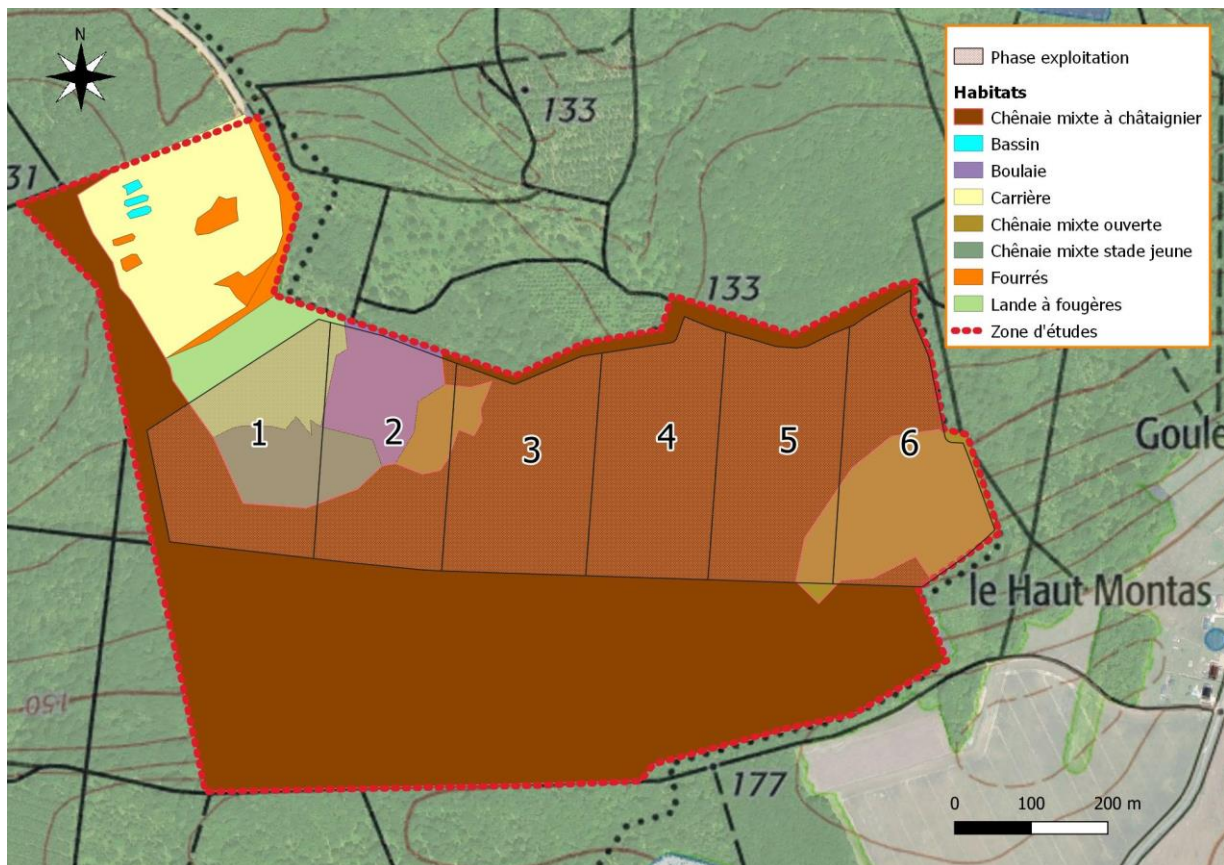 N
Phase exploitation
Habitats
Chênaie mixte à châtaignier
Bassin
Boulaie
Carrière
Chênaie mixte ouverte
Chênaie mixte stade jeune
Fourrés
Lande à fougères
Zone d'études
133
31
133
1
2
3
4
5
6
Goule
le Haut Montas
150
177
0 100 200 m